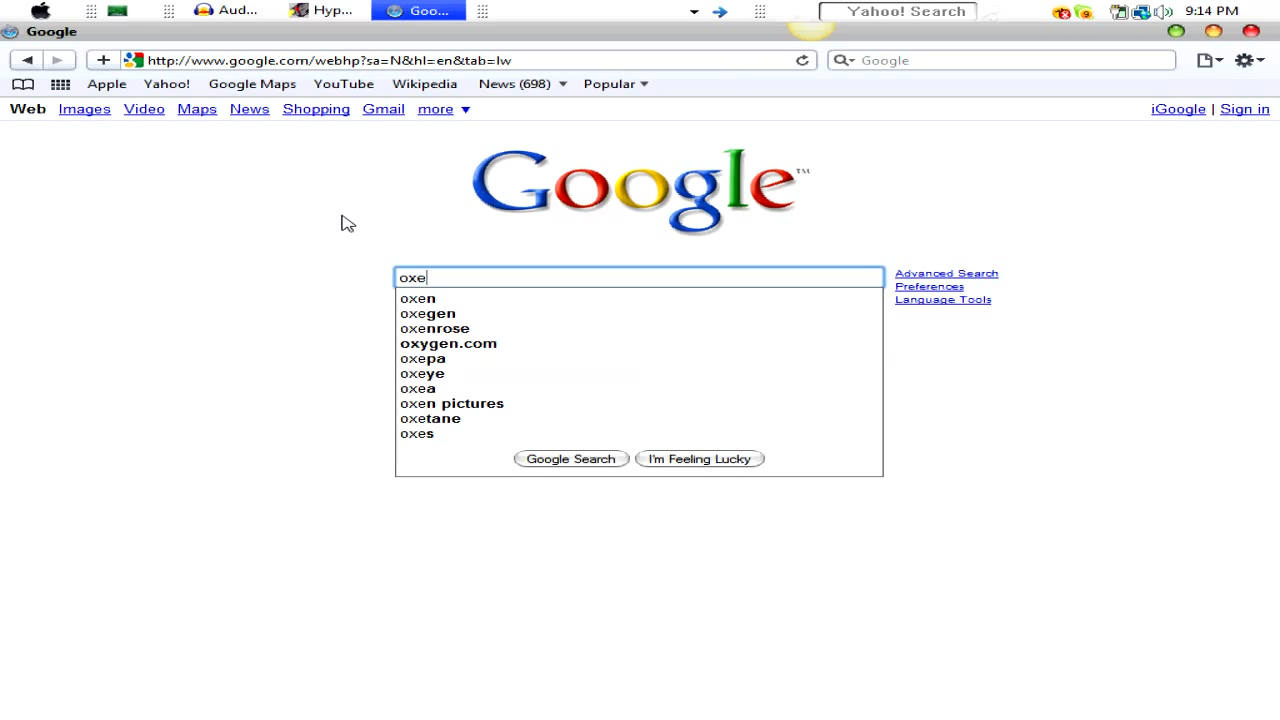 Aud... Hyp... Goo... Yahoo! Search 9:14 PM
Google
http://www.google.com/webhp?sa=N&hl=en&tab=lw Google
Apple Yahoo! Google Maps YouTube Wikipedia News (698) Popular
Web Images Video Maps News Shopping Gmail more iGoogle | Sign in
Google™
oxe
Advanced Search
Preferences
Language Tools
oxen
oxegen
oxenrose
oxygen.com
oxepa
oxeye
oxea
oxen pictures
oxetane
oxes
Google Search I'm Feeling Lucky